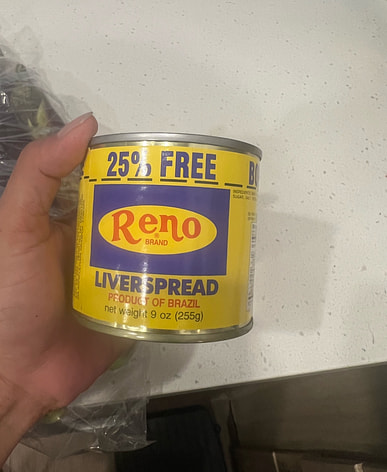 25% FREE
Reno
®
BRAND
LIVERSPREAD
PRODUCT OF BRAZIL
net weight 9 oz (255g)